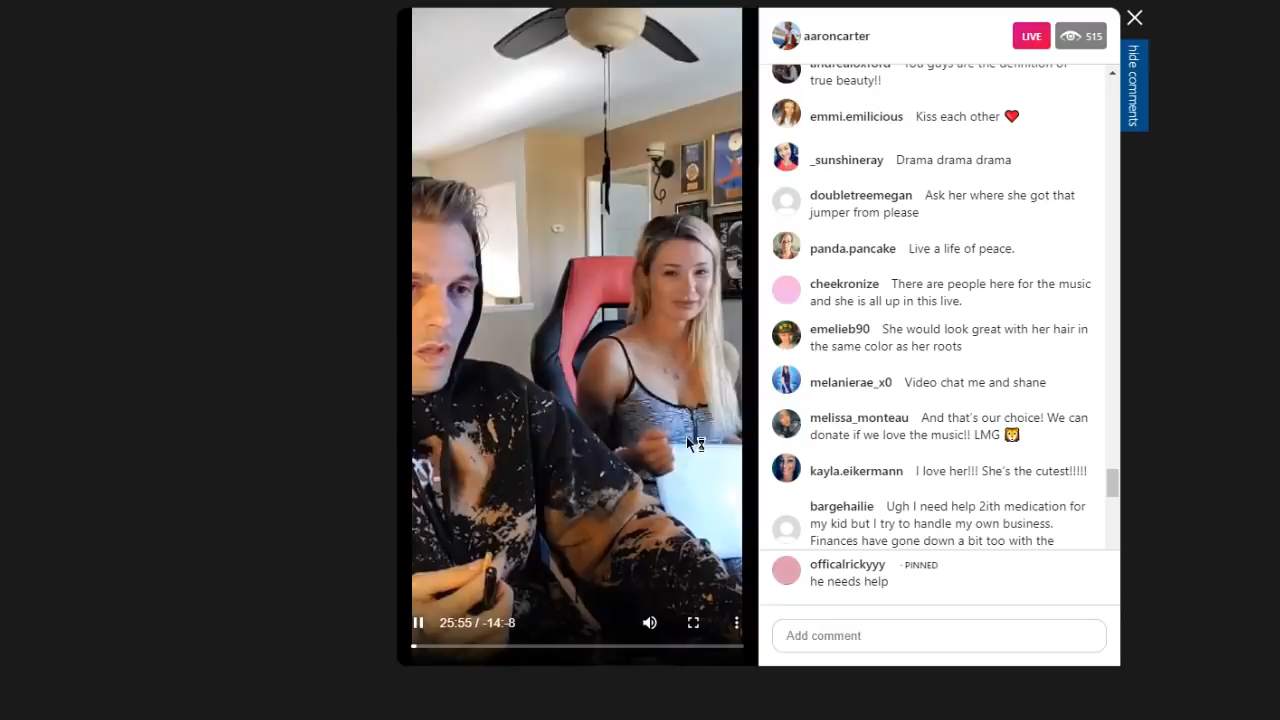 aaroncarter LIVE 515
hide comments
andrealoxford You guys are the definition of
true beauty!!
emmi.emilicious Kiss each other ❤️
_sunshineray Drama drama drama
doubletreemegan Ask her where she got that
jumper from please
panda.pancake Live a life of peace.
cheekronize There are people here for the music
and she is all up in this live.
emelieb90 She would look great with her hair in
the same color as her roots
melanierae_x0 Video chat me and shane
melissa_monteau And that's our choice! We can
donate if we love the music!! LMG 🦁
kayla.eikermann I love her!!! She's the cutest!!!!!
bargehailie Ugh I need help 2ith medication for
my kid but I try to handle my own business.
Finances have gone down a bit too with the
officalrickyyy · PINNED
he needs help
25:55 / -14:-8
Add comment